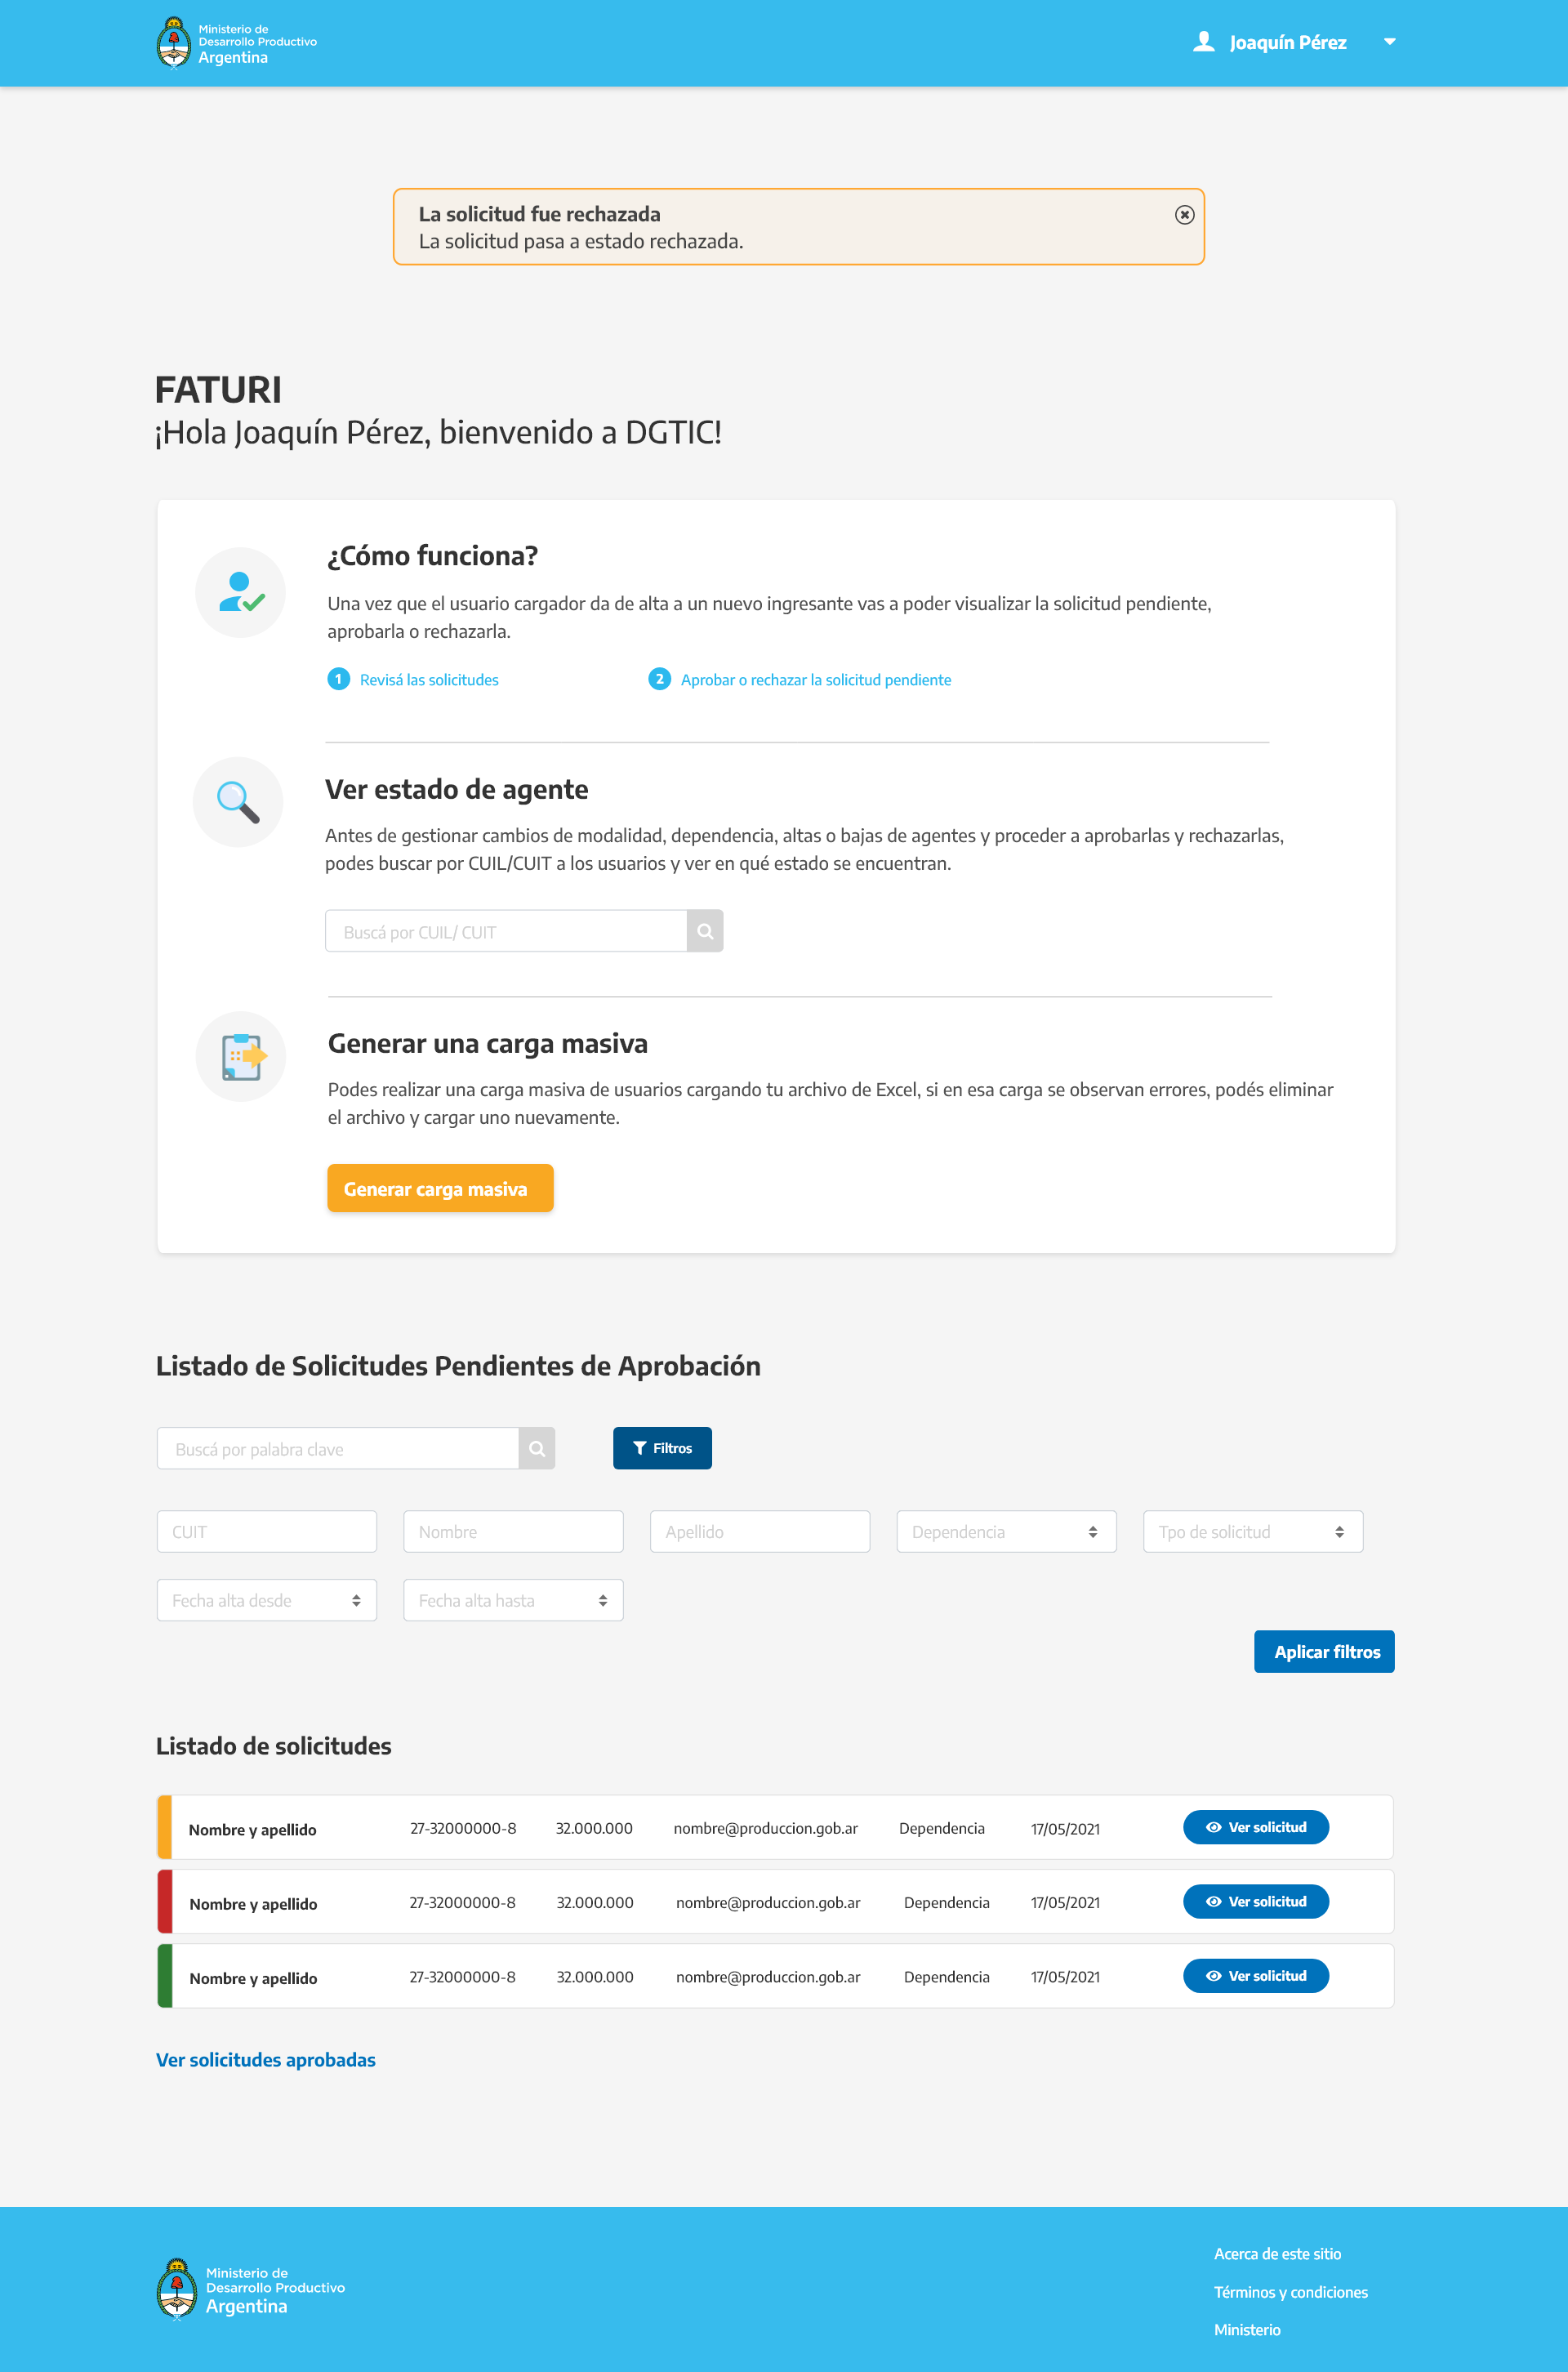 Ministerio de
Desarrollo Productivo
Argentina
Joaquín Pérez
La solicitud fue rechazada
La solicitud pasa a estado rechazada.
FATURI
¡Hola Joaquín Pérez, bienvenido a DGTIC!
¿Cómo funciona?
Una vez que el usuario cargador da de alta a un nuevo ingresante vas a poder visualizar la solicitud pendiente,
aprobarla o rechazarla.
1 Revisá las solicitudes 2 Aprobar o rechazar la solicitud pendiente
Ver estado de agente
Antes de gestionar cambios de modalidad, dependencia, altas o bajas de agentes y proceder a aprobarlas y rechazarlas,
podes buscar por CUIL/CUIT a los usuarios y ver en qué estado se encuentran.
Buscá por CUIL/ CUIT
Generar una carga masiva
Podes realizar una carga masiva de usuarios cargando tu archivo de Excel, si en esa carga se observan errores, podés eliminar
el archivo y cargar uno nuevamente.
Generar carga masiva
Listado de Solicitudes Pendientes de Aprobación
Buscá por palabra clave Filtros
CUIT Nombre Apellido Dependencia Tpo de solicitud
Fecha alta desde Fecha alta hasta
Aplicar filtros
Listado de solicitudes
Nombre y apellido 27-32000000-8 32.000.000 nombre@produccion.gob.ar Dependencia 17/05/2021 Ver solicitud
Nombre y apellido 27-32000000-8 32.000.000 nombre@produccion.gob.ar Dependencia 17/05/2021 Ver solicitud
Nombre y apellido 27-32000000-8 32.000.000 nombre@produccion.gob.ar Dependencia 17/05/2021 Ver solicitud
Ver solicitudes aprobadas
Ministerio de
Desarrollo Productivo
Argentina
Acerca de este sitio
Términos y condiciones
Ministerio